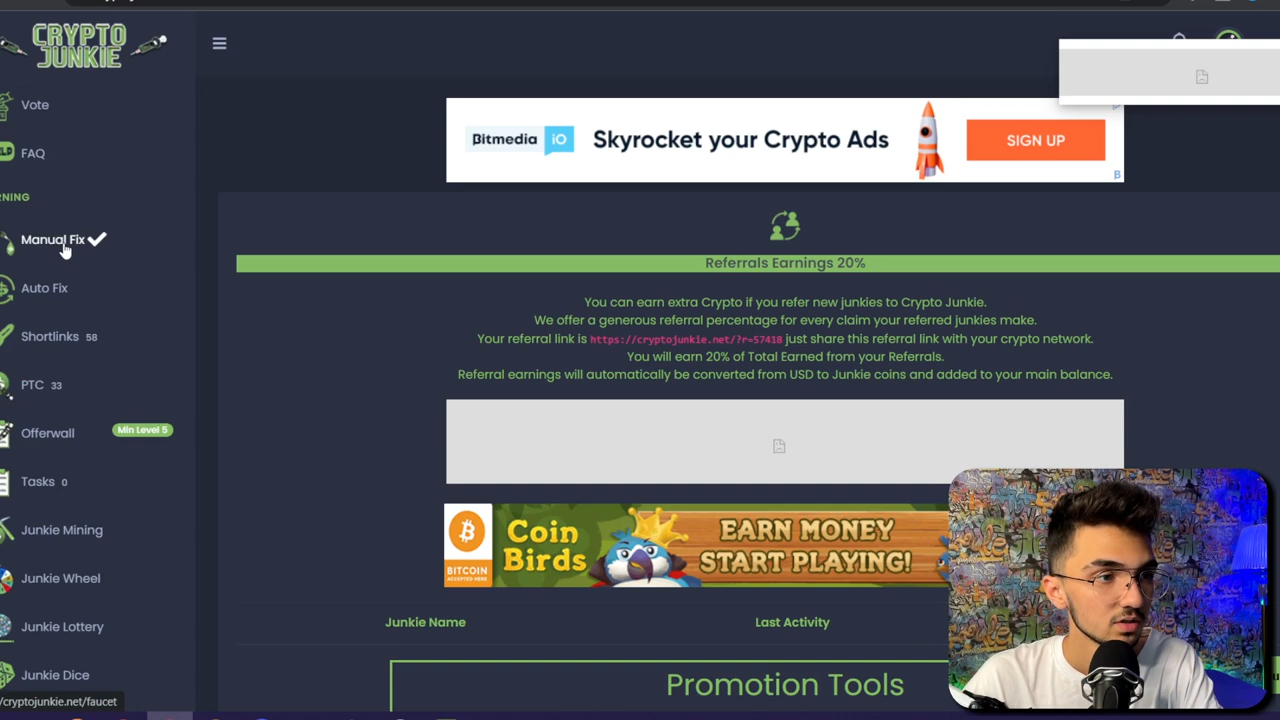 CRYPTO
JUNKIE
Vote
FAQ
Manual Fix
Auto Fix
Shortlinks 58
PTC 33
Offerwall
Min Level 5
Tasks 0
Junkie Mining
Junkie Wheel
Junkie Lottery
Junkie Dice
/cryptojunkie.net/faucet
Bitmedia IO
Skyrocket your Crypto Ads
SIGN UP
Referrals Earnings 20%
You can earn extra Crypto if you refer new junkies to Crypto Junkie.
We offer a generous referral percentage for every claim your referred junkies make.
Your referral link is https://cryptojunkie.net/?r=57418 just share this referral link with your crypto network.
You will earn 20% of Total Earned from your Referrals.
Referral earnings will automatically be converted from USD to Junkie coins and added to your main balance.
BITCOIN
ACCEPTED HERE
Coin
Birds
EARN MONEY
START PLAYING!
Junkie Name
Last Activity
Promotion Tools